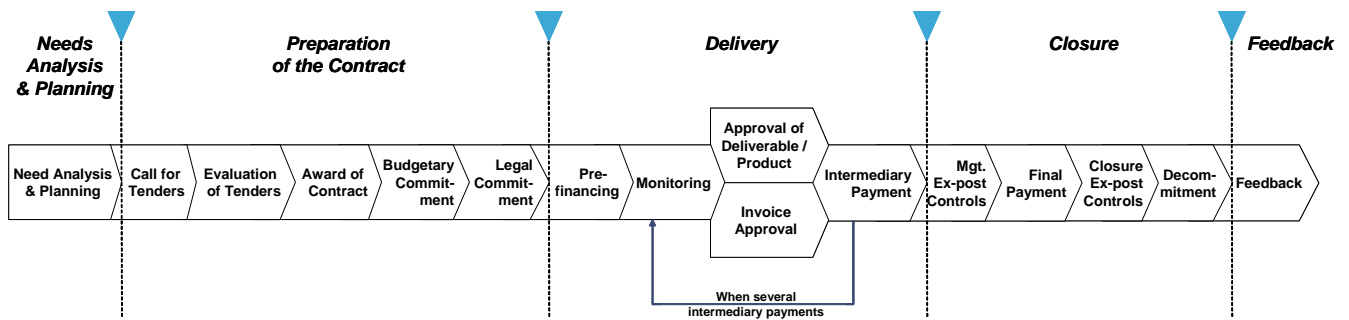 Needs
Analysis
& Planning
Preparation
of the Contract
Delivery
Closure
Feedback
Need Analysis
& Planning
Call for
Tenders
Evaluation
of Tenders
Award of
Contract
Budgetary
Commit-
ment
Legal
Commit-
ment
Pre-
financing
Monitoring
Approval of
Deliverable /
Product
Invoice
Approval
Intermediary
Payment
Mgt.
Ex-post
Controls
Final
Payment
Closure
Ex-post
Controls
Decom-
mitment
Feedback
When several
intermediary payments